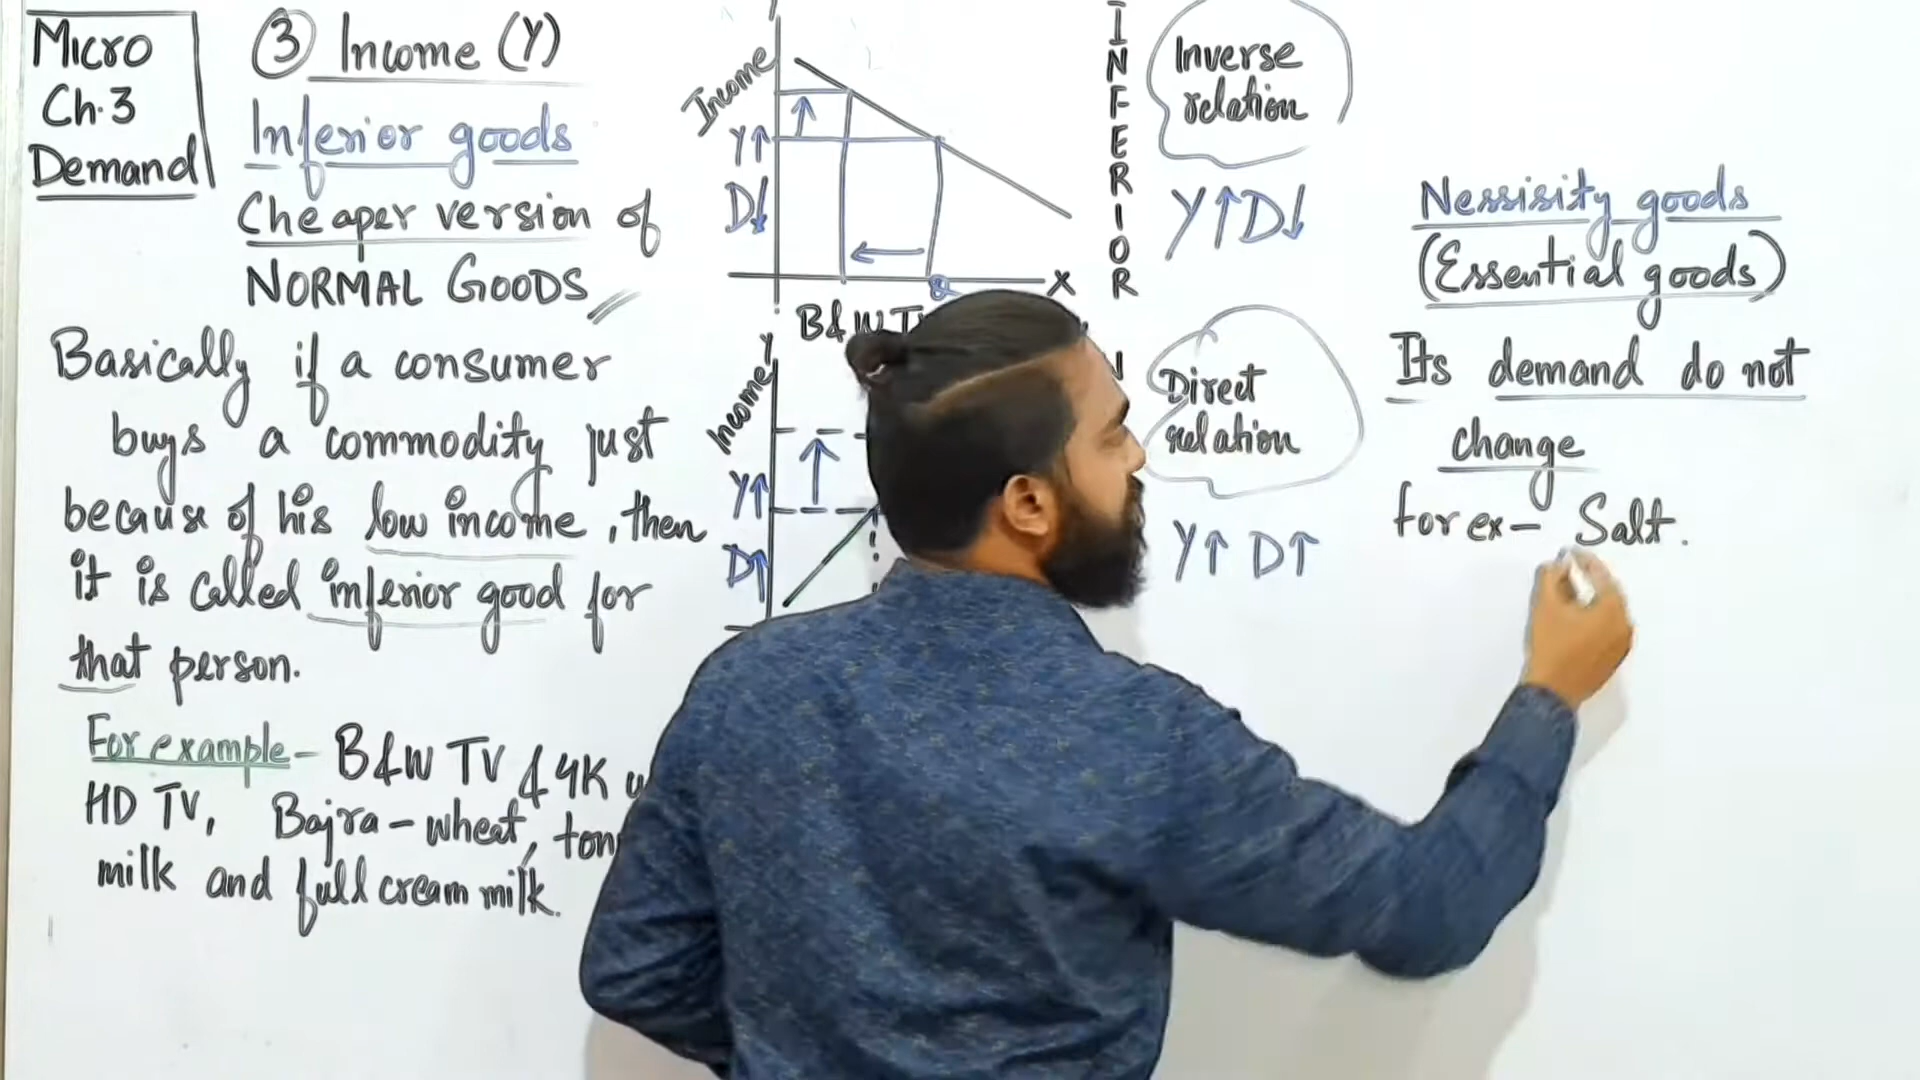 Micro
Ch.3
Demand
③ Income (Y)
Inferior goods
Cheaper version of
NORMAL GOODS
Basically if a consumer
buys a commodity just
because of his low income, then
it is called inferior good for
that person.
For example- B&W TV & 4K
HD TV, Bajra-wheat,
milk and full cream milk.
Income
Y↑
D↓
X
B&W
INFERIOR
Inverse
relation
Y↑D↓
Y
Income
Y↑
D↑
N
Direct
relation
Y↑ D↑
Nessisity goods
(Essential goods)
Its demand do not
change
for ex- Salt.